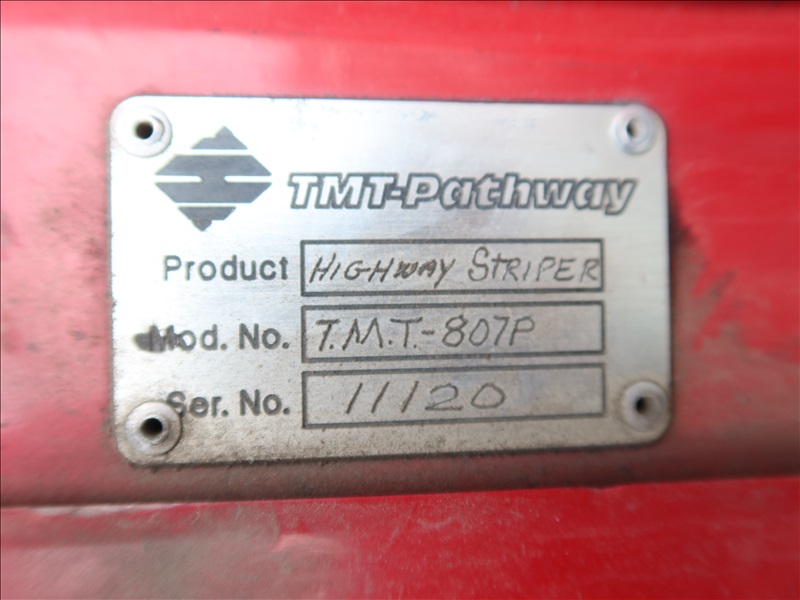 TMT-Pathway
Product HIGHWAY STRIPER
Mod. No. T.M.T.-807P
Ser. No. 11120